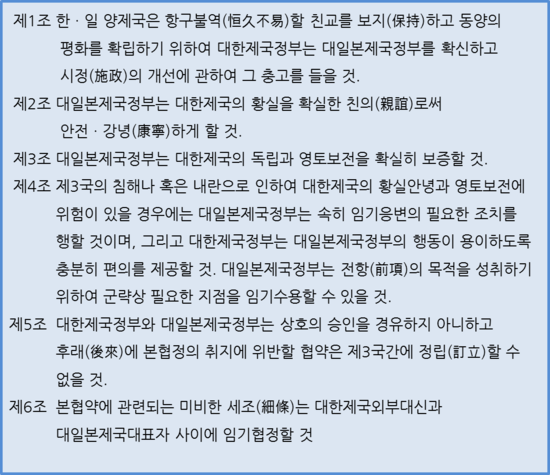 제1조 한ㆍ일 양제국은 항구불역(恒久不易)할 친교를 보지(保持)하고 동양의
평화를 확립하기 위하여 대한제국정부는 대일본제국정부를 확신하고
시정(施政)의 개선에 관하여 그 충고를 들을 것.
제2조 대일본제국정부는 대한제국의 황실을 확실한 친의(親誼)로써
안전ㆍ강녕(康寧)하게 할 것.
제3조 대일본제국정부는 대한제국의 독립과 영토보전을 확실히 보증할 것.
제4조 제3국의 침해나 혹은 내란으로 인하여 대한제국의 황실안녕과 영토보전에
위험이 있을 경우에는 대일본제국정부는 속히 임기응변의 필요한 조치를
행할 것이며, 그리고 대한제국정부는 대일본제국정부의 행동이 용이하도록
충분히 편의를 제공할 것. 대일본제국정부는 전항(前項)의 목적을 성취하기
위하여 군략상 필요한 지점을 임기수용할 수 있을 것.
제5조 대한제국정부와 대일본제국정부는 상호의 승인을 경유하지 아니하고
후래(後來)에 본협정의 취지에 위반할 협약은 제3국간에 정립(訂立)할 수
없을 것.
제6조 본협약에 관련되는 미비한 세조(細條)는 대한제국외부대신과
대일본제국대표자 사이에 임기협정할 것